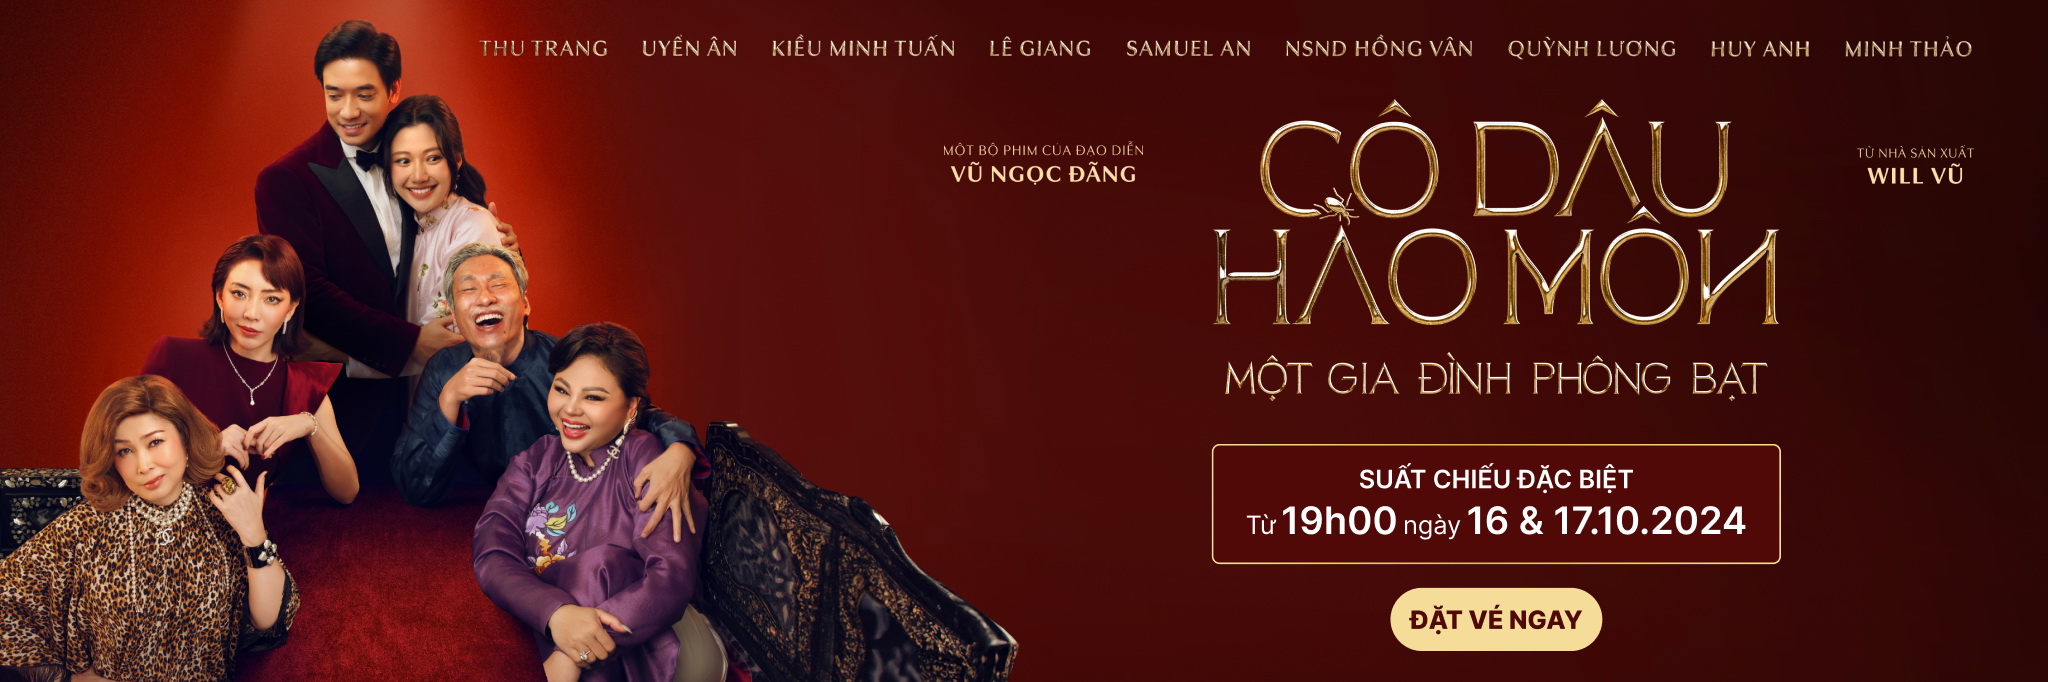 THU TRANG UYỂN ÂN KIỀU MINH TUẤN LÊ GIANG SAMUEL AN NSND HỒNG VÂN QUỲNH LƯƠNG HUY ANH MINH THẢO
MỘT BỘ PHIM CỦA ĐẠO DIỄN
VŨ NGỌC ĐÃNG
CÔ DÂU
HÀO MÔN
TỪ NHÀ SẢN XUẤT
WILL VŨ
MỘT GIA ĐÌNH PHÔNG BẠT
SUẤT CHIẾU ĐẶC BIỆT
Từ 19h00 ngày 16 & 17.10.2024
ĐẶT VÉ NGAY